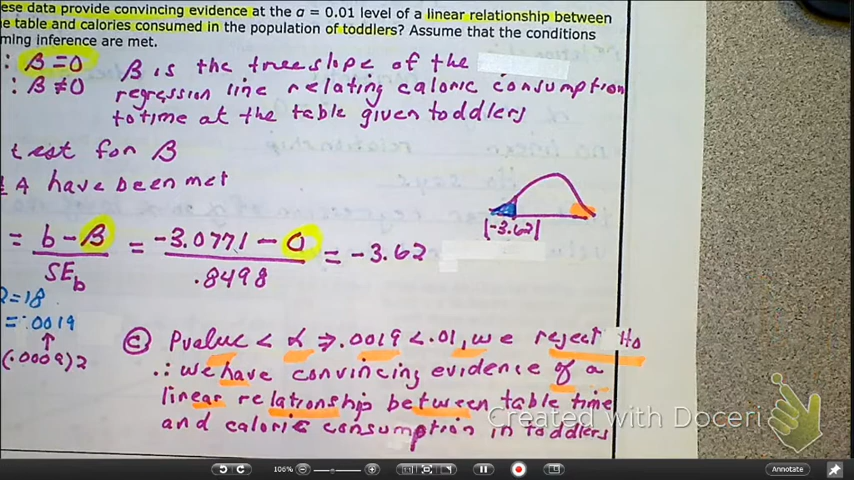 ese data provide convincing evidence at the α = 0.01 level of a linear relationship between
e table and calories consumed in the population of toddlers? Assume that the conditions
ming inference are met.
: β = 0 β is the true slope of the
: β ≠ 0 regression line relating caloric consumption
to time at the table given toddlers
test for β
A have been met
|-3.62|
= b - β / SEb = -3.0771 - 0 / .8498 = -3.62
=18
= .0019
(.0009)2
© Pvalue < α ⇒ .0019 < .01, we reject Ho
∴ we have convincing evidence of a
linear relationship between table time
and caloric consumption in toddlers
Created with Doceri
106%
Annotate